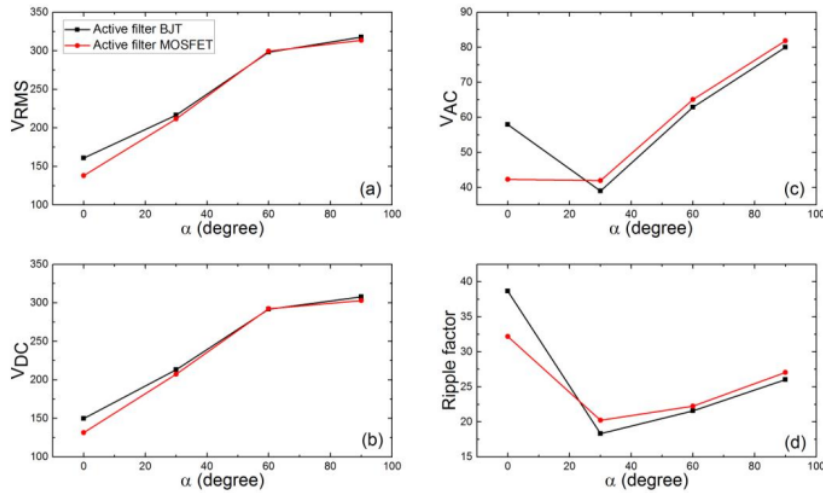 Active filter BJT
Active filter MOSFET
350
300
250
200
150
100
V_RMS
0 20 40 60 80 100
α (degree)
(a)
90
80
70
60
50
40
V_AC
0 20 40 60 80 100
α (degree)
(c)
350
300
250
200
150
100
V_DC
0 20 40 60 80 100
α (degree)
(b)
40
35
30
25
20
15
Ripple factor
0 20 40 60 80 100
α (degree)
(d)